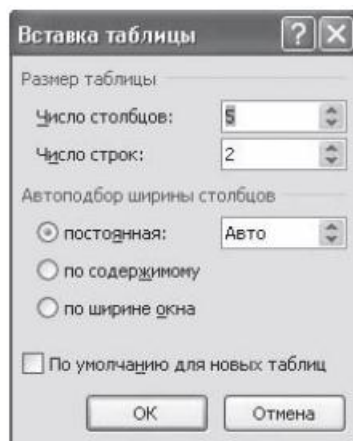 Вставка таблицы
Размер таблицы
Число столбцов: 5
Число строк: 2
Автоподбор ширины столбцов
постоянная: Авто
по содержимому
по ширине окна
По умолчанию для новых таблиц
ОК Отмена